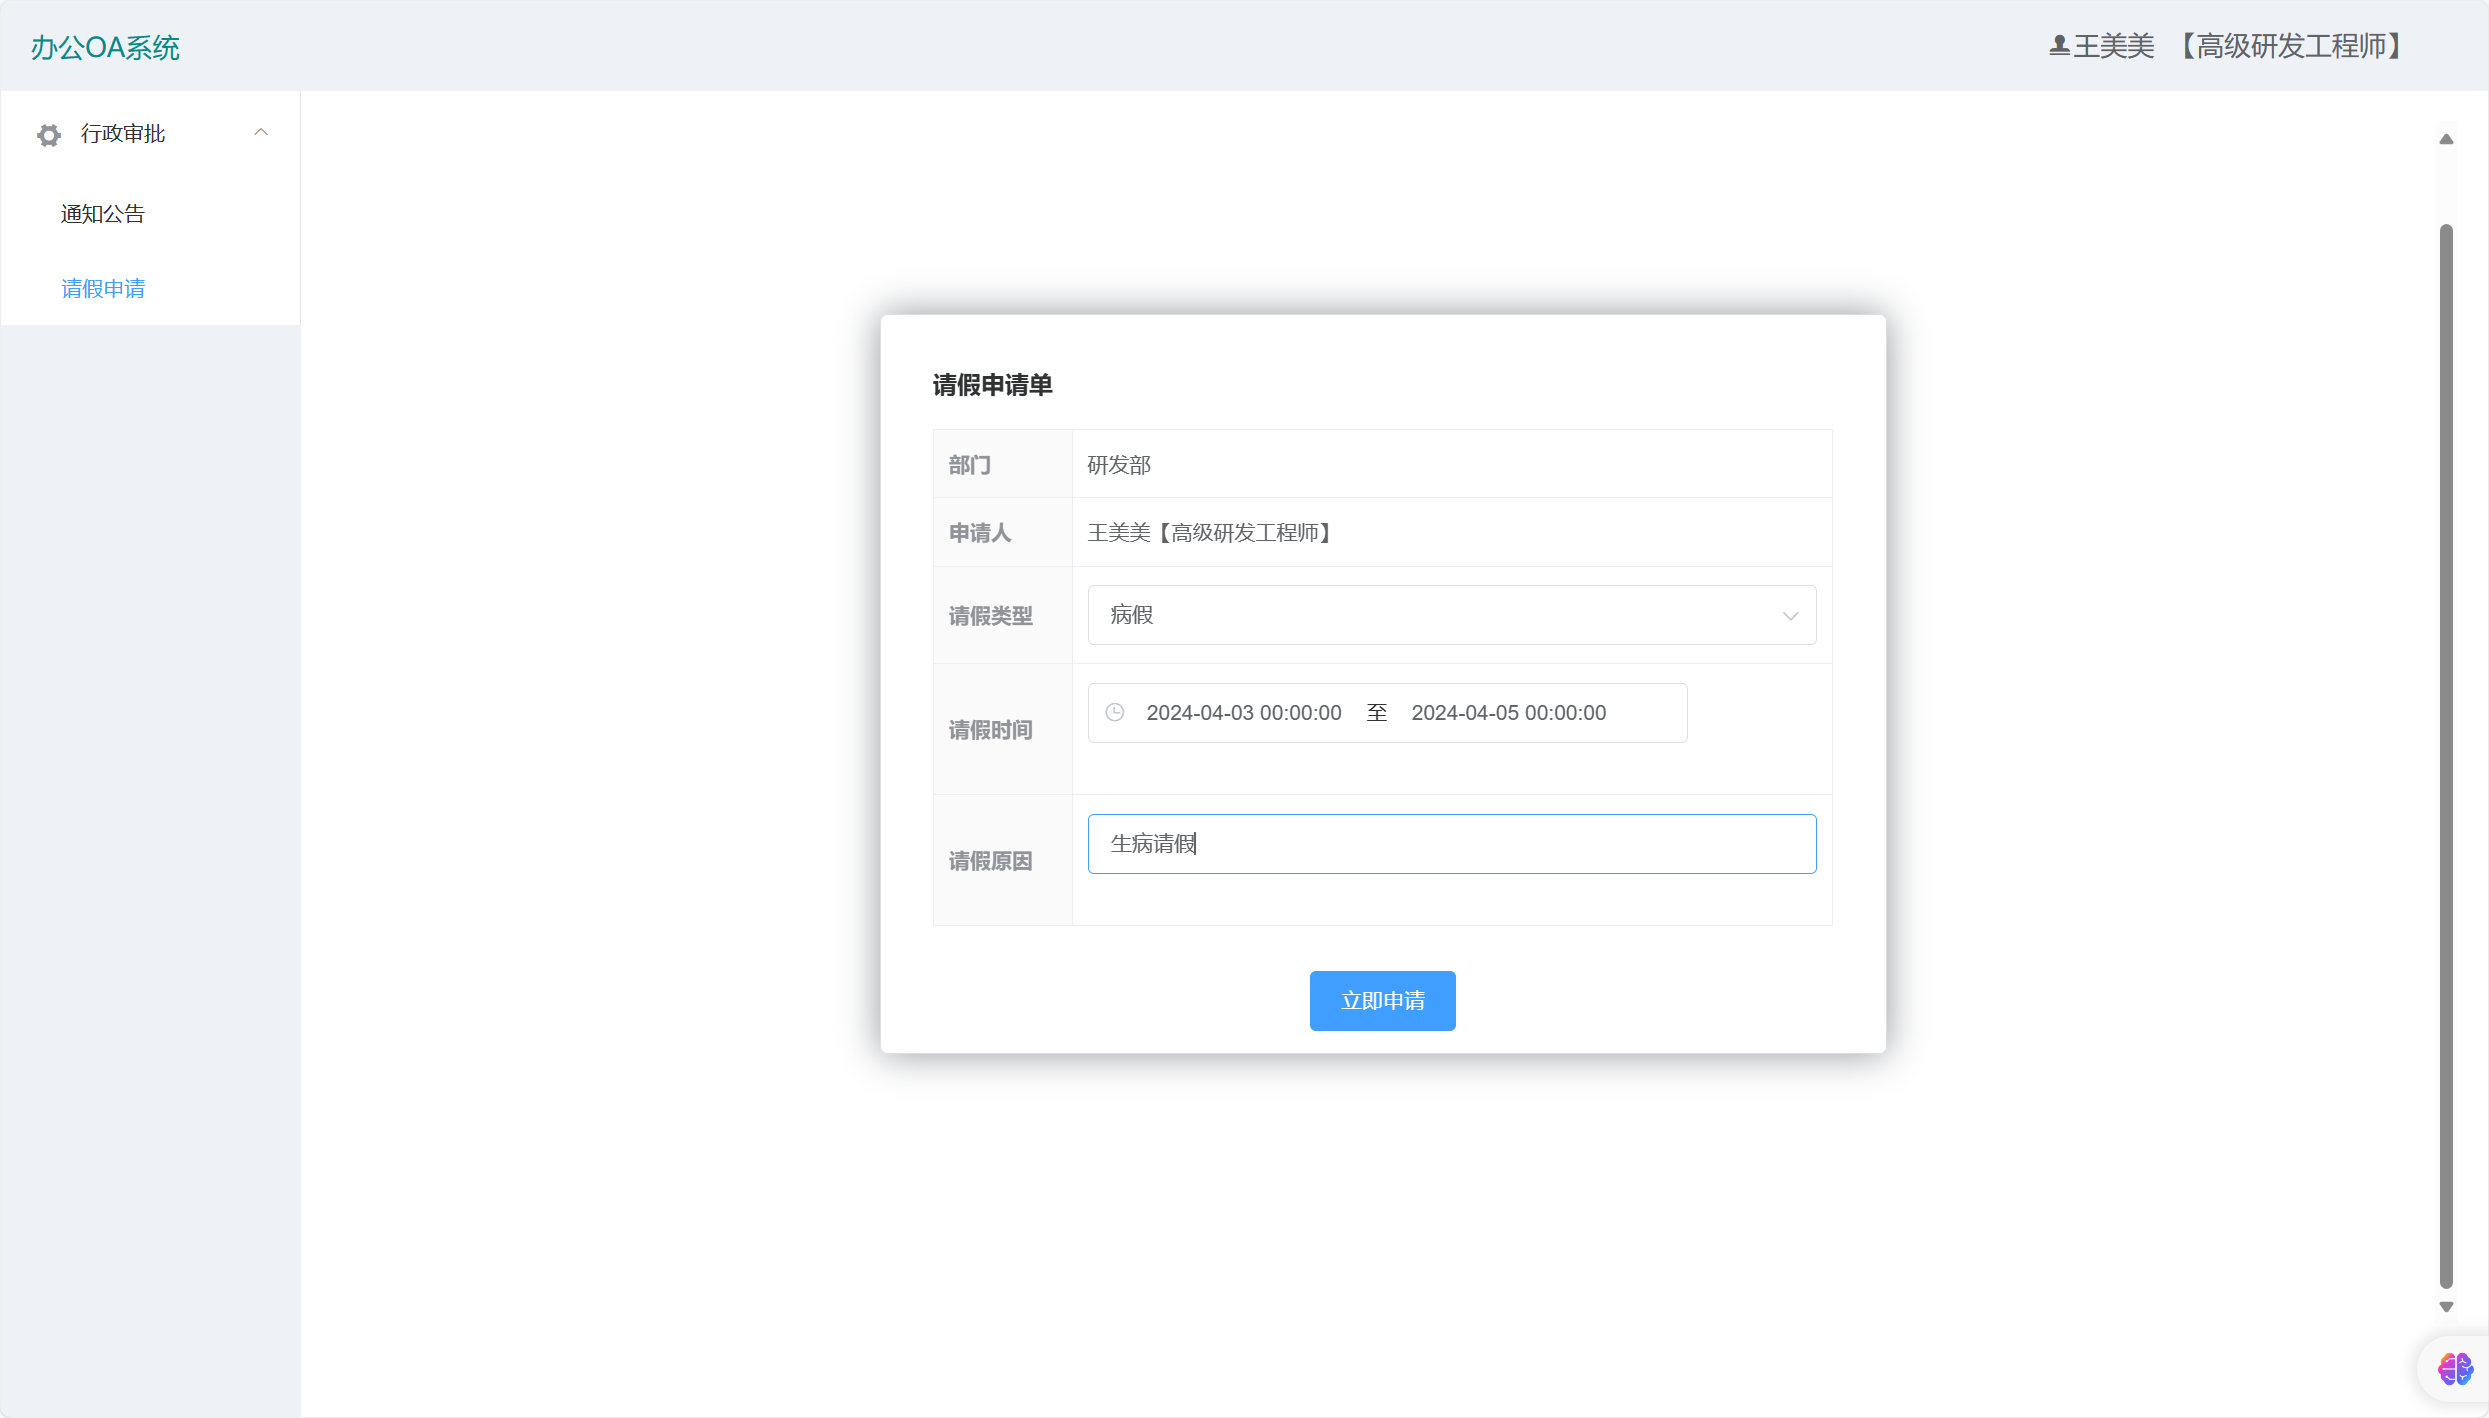 办公OA系统
王美美 【高级研发工程师】
行政审批
通知公告
请假申请
请假申请单
部门 研发部
申请人 王美美【高级研发工程师】
请假类型 病假
请假时间 2024-04-03 00:00:00 至 2024-04-05 00:00:00
请假原因 生病请假
立即申请